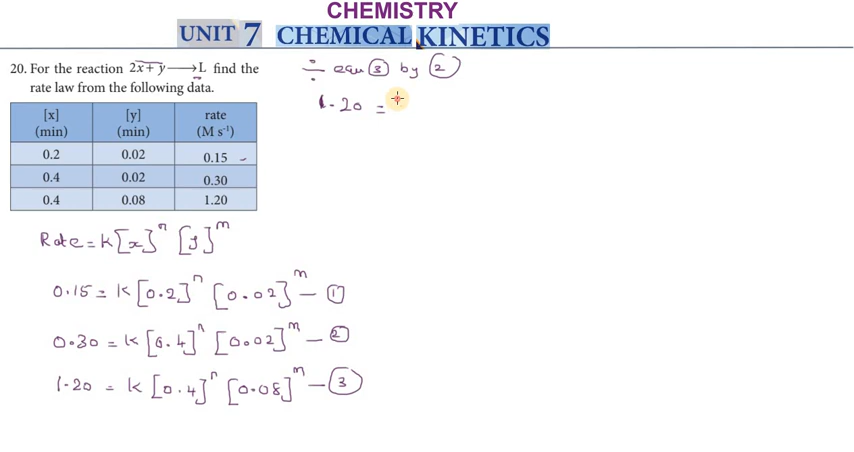 CHEMISTRY
UNIT 7 CHEMICAL KINETICS
20. For the reaction 2x + y ⟶ L find the
rate law from the following data.
[x] [y] rate
(min) (min) (M s⁻¹)
0.2 0.02 0.15
0.4 0.02 0.30
0.4 0.08 1.20
Rate = k[x]ⁿ [y]ᵐ
0.15 = k[0.2]ⁿ [0.02]ᵐ – ①
0.30 = k[0.4]ⁿ [0.02]ᵐ – ②
1.20 = k[0.4]ⁿ [0.08]ᵐ – ③
÷ equ ③ by ②
1.20 =